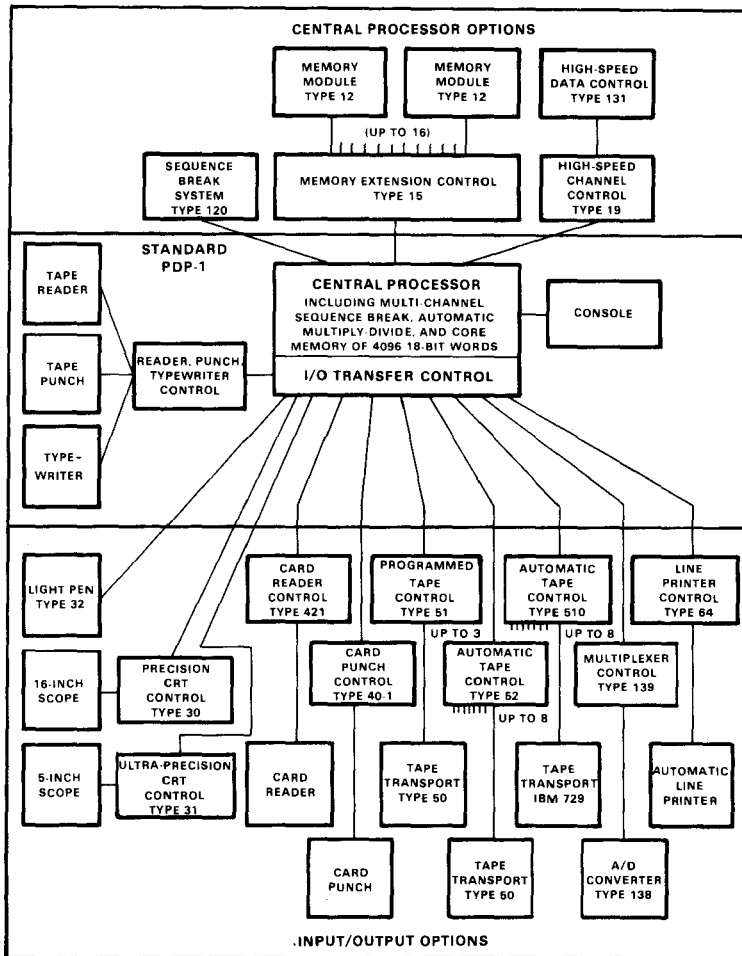 CENTRAL PROCESSOR OPTIONS
MEMORY
MODULE
TYPE 12
MEMORY
MODULE
TYPE 12
HIGH-SPEED
DATA CONTROL
TYPE 131
(UP TO 16)
SEQUENCE
BREAK
SYSTEM
TYPE 120
MEMORY EXTENSION CONTROL
TYPE 15
HIGH-SPEED
CHANNEL
CONTROL
TYPE 19
STANDARD
PDP-1
TAPE
READER
TAPE
PUNCH
TYPE-
WRITER
READER, PUNCH,
TYPEWRITER
CONTROL
CENTRAL PROCESSOR
INCLUDING MULTI-CHANNEL
SEQUENCE BREAK, AUTOMATIC
MULTIPLY-DIVIDE, AND CORE
MEMORY OF 4096 18-BIT WORDS
I/O TRANSFER CONTROL
CONSOLE
LIGHT PEN
TYPE 32
CARD
READER
CONTROL
TYPE 421
PROGRAMMED
TAPE
CONTROL
TYPE 51
UP TO 3
AUTOMATIC
TAPE
CONTROL
TYPE 510
UP TO 8
LINE
PRINTER
CONTROL
TYPE 64
16-INCH
SCOPE
PRECISION
CRT
CONTROL
TYPE 30
CARD
PUNCH
CONTROL
TYPE 40-1
AUTOMATIC
TAPE
CONTROL
TYPE 52
UP TO 8
MULTIPLEXER
CONTROL
TYPE 139
5-INCH
SCOPE
ULTRA-PRECISION
CRT
CONTROL
TYPE 31
CARD
READER
TAPE
TRANSPORT
TYPE 50
TAPE
TRANSPORT
IBM 729
AUTOMATIC
LINE
PRINTER
CARD
PUNCH
TAPE
TRANSPORT
TYPE 50
A/D
CONVERTER
TYPE 138
INPUT/OUTPUT OPTIONS